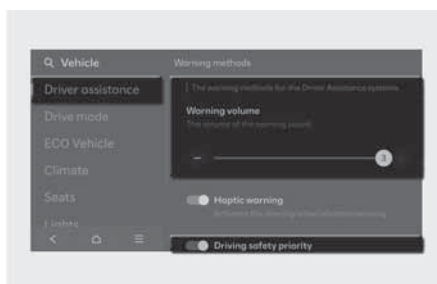 Vehicle
Warning methods
Driver assistance
The warning methods for the Driver Assistance systems
Drive mode
Warning volume
The volume of the warning sound
ECO Vehicle
3
Climate
Seats
Haptic warning
Lights
Driving safety priority